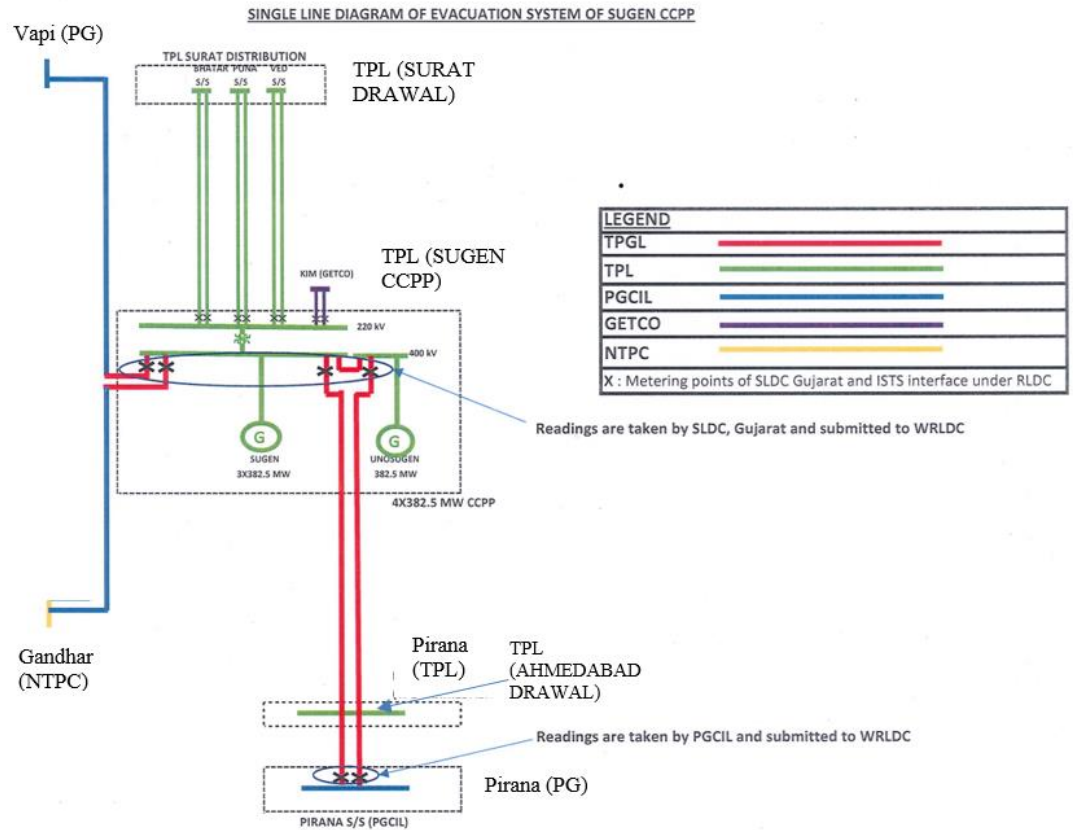 SINGLE LINE DIAGRAM OF EVACUATION SYSTEM OF SUGEN CCPP
Vapi (PG)
TPL SURAT DISTRIBUTION
BHATAR PUNA VED
S/S S/S S/S
TPL (SURAT
DRAWAL)
LEGEND
TPGL
TPL
PGCIL
GETCO
NTPC
X : Metering points of SLDC Gujarat and ISTS interface under RLDC
TPL (SUGEN
CCPP)
KIM (GETCO)
220 kV
400 kV
Readings are taken by SLDC, Gujarat and submitted to WRLDC
G
SUGEN
3X382.5 MW
G
UNOSUGEN
382.5 MW
4X382.5 MW CCPP
Gandhar
(NTPC)
Pirana
(TPL)
TPL
(AHMEDABAD
DRAWAL)
Readings are taken by PGCIL and submitted to WRLDC
Pirana (PG)
PIRANA S/S (PGCIL)